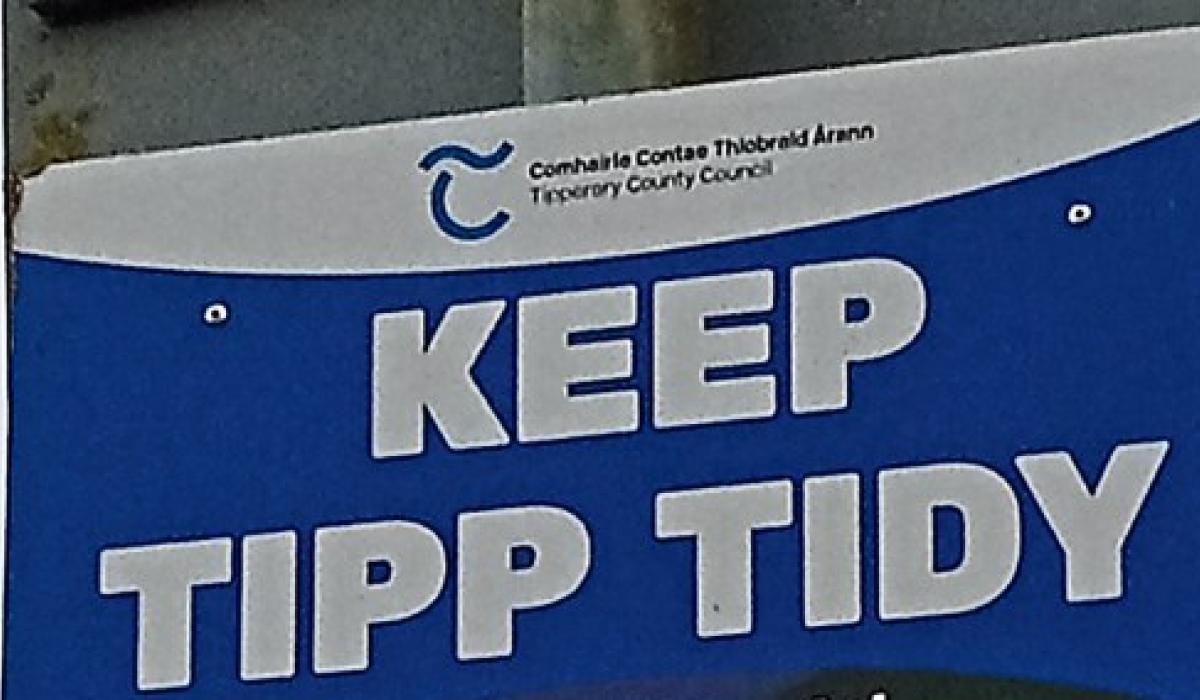 Comhairle Contae Thiobraid Árann
Tipperary County Council
KEEP
TIPP TIDY